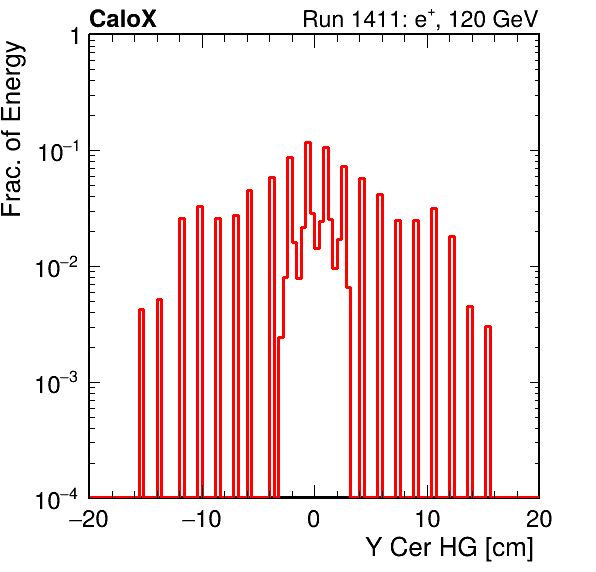 CaloX Run 1411: e⁺, 120 GeV
Frac. of Energy
1
10⁻¹
10⁻²
10⁻³
10⁻⁴
−20 −10 0 10 20
Y Cer HG [cm]